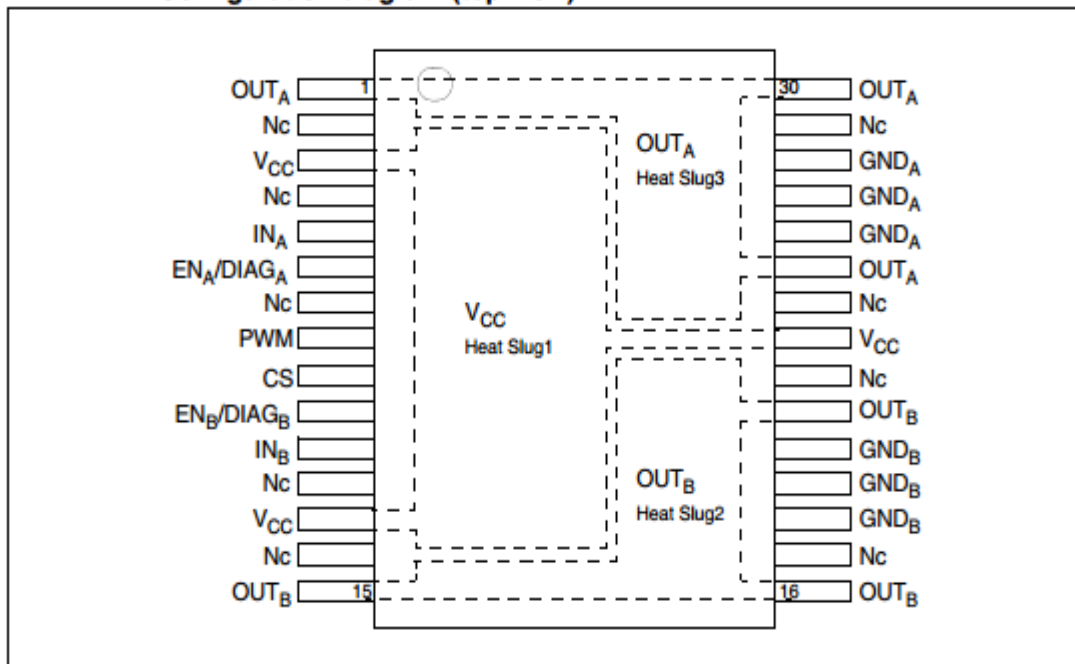 OUTA 1 30 OUTA
Nc Nc
VCC OUTA GNDA
Heat Slug3
Nc GNDA
INA GNDA
ENA/DIAGA OUTA
Nc Nc
VCC
PWM VCC
Heat Slug1
CS Nc
ENB/DIAGB OUTB
INB GNDB
Nc OUTB GNDB
Heat Slug2
VCC GNDB
Nc Nc
OUTB 15 16 OUTB